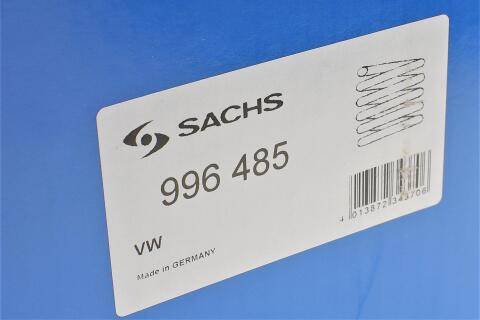 SACHS
996 485
4 013872 343706
VW
Made in GERMANY